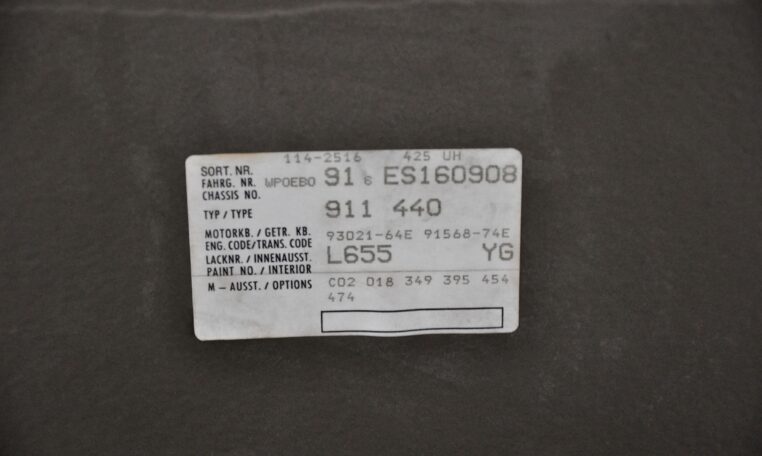 114-2516 425 UH
SORT. NR.
FAHRG. NR. WPOEBO 91 6 ES160908
CHASSIS NO.
TYP / TYPE 911 440
MOTORKB. / GETR. KB. 93021-64E 91568-74E
ENG. CODE/TRANS. CODE
LACKNR. / INNENAUSST. L655 YG
PAINT NO. / INTERIOR
M - AUSST. / OPTIONS C02 018 349 395 454
474